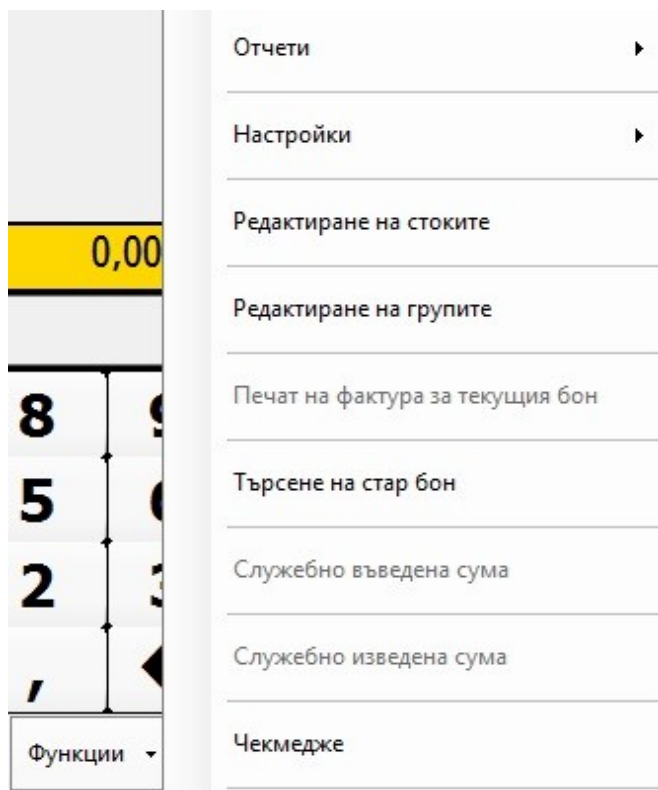 Отчети
Настройки
Редактиране на стоките
0,00
Редактиране на групите
Печат на фактура за текущия бон
8
Търсене на стар бон
5
Служебно въведена сума
2
Служебно изведена сума
,
Функции
Чекмедже